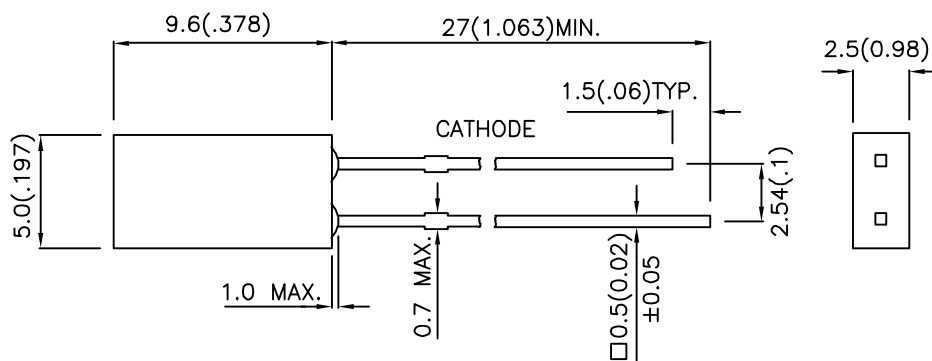 9.6(.378)
27(1.063)MIN.
2.5(0.98)
1.5(.06)TYP.
CATHODE
5.0(.197)
2.54(.1)
1.0 MAX.
0.7 MAX.
□0.5(0.02)
±0.05